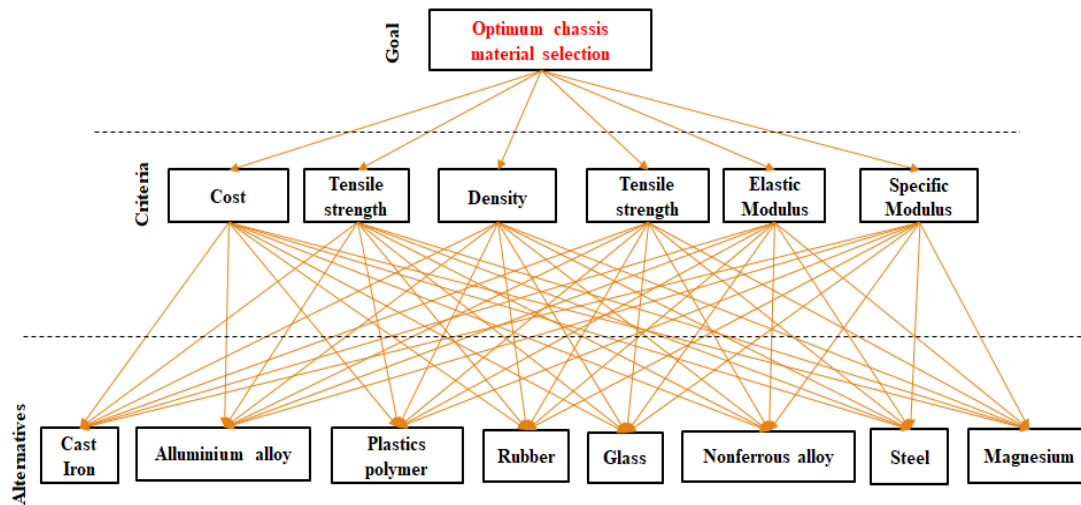 Goal
Optimum chassis
material selection
Criteria
Cost
Tensile
strength
Density
Tensile
strength
Elastic
Modulus
Specific
Modulus
Alternatives
Cast
Iron
Alluminium alloy
Plastics
polymer
Rubber
Glass
Nonferrous alloy
Steel
Magnesium